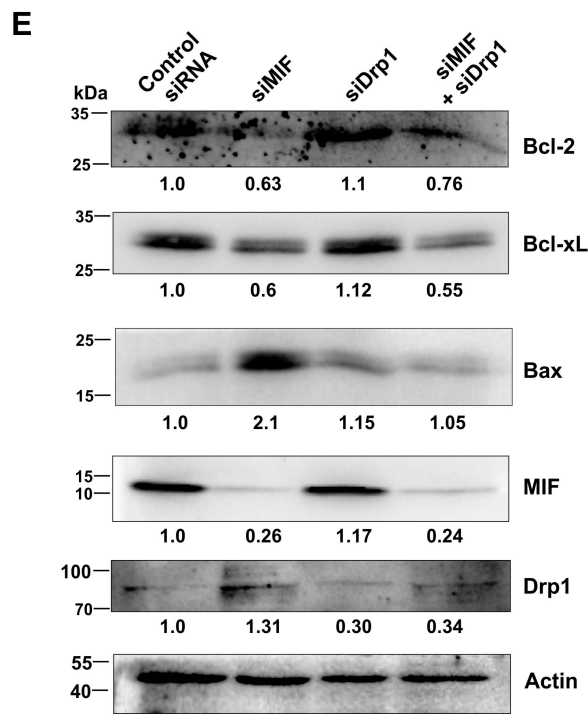 E
kDa
Control siRNA
siMIF
siDrp1
siMIF + siDrp1
35
25
Bcl-2
1.0 0.63 1.1 0.76
35
25
Bcl-xL
1.0 0.6 1.12 0.55
25
15
Bax
1.0 2.1 1.15 1.05
15
10
MIF
1.0 0.26 1.17 0.24
100
70
Drp1
1.0 1.31 0.30 0.34
55
40
Actin